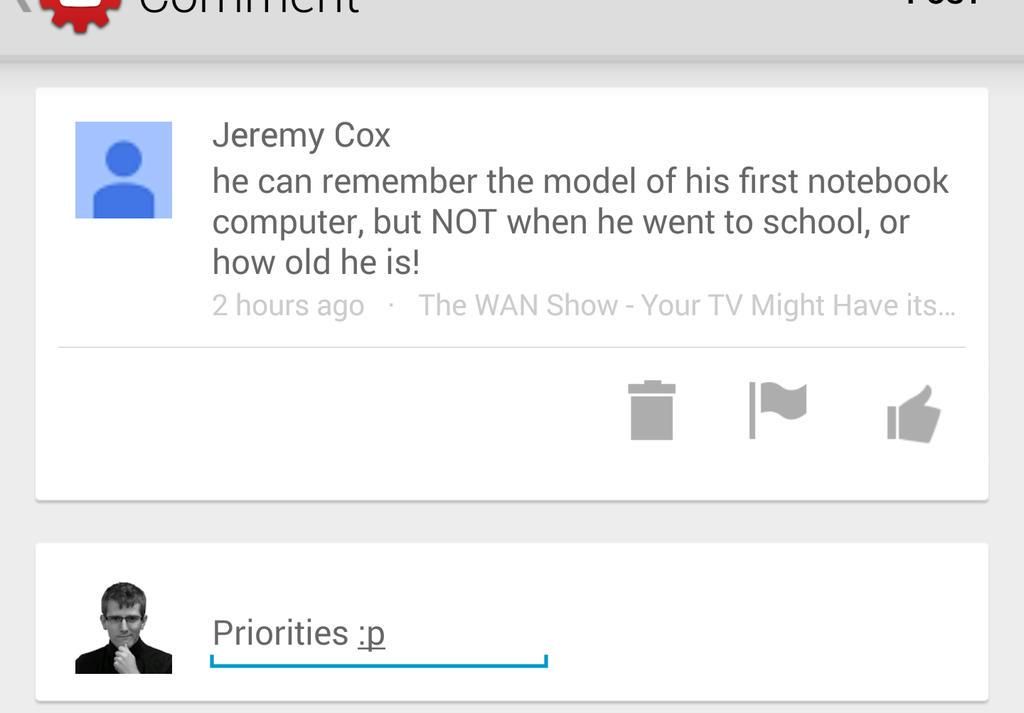 Comment Post
Jeremy Cox
he can remember the model of his first notebook
computer, but NOT when he went to school, or
how old he is!
2 hours ago · The WAN Show - Your TV Might Have its...
Priorities :p